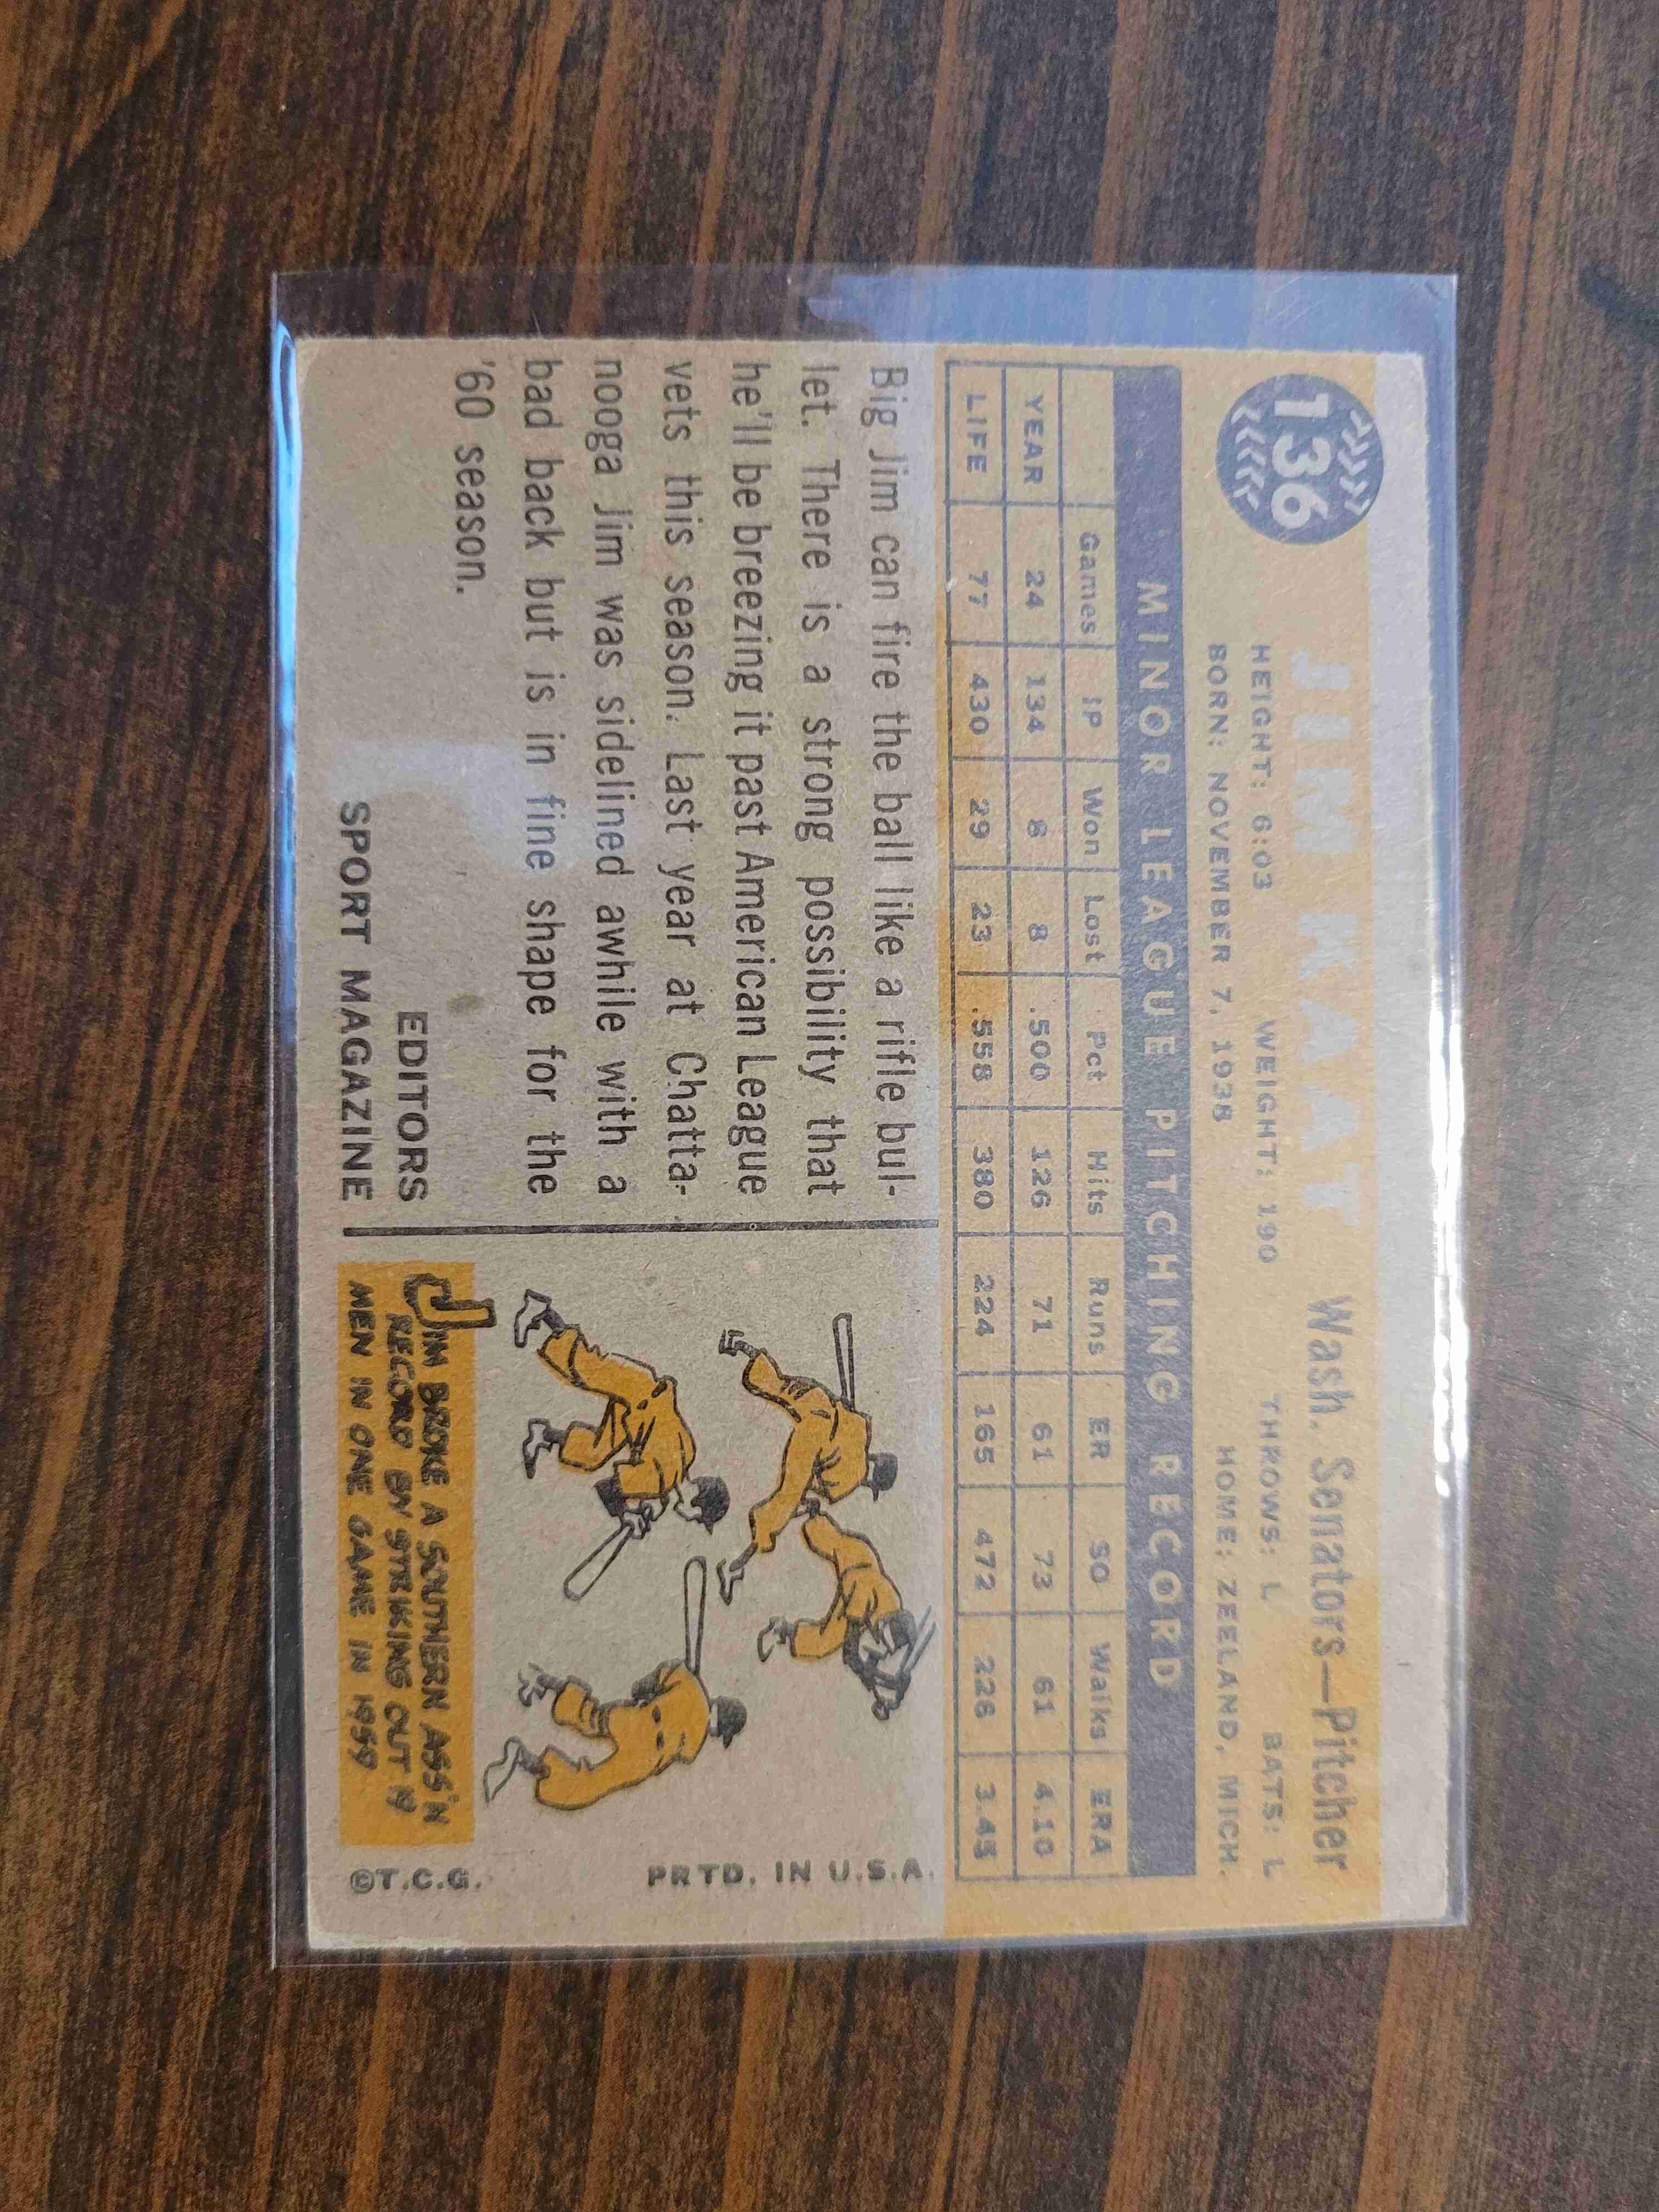 136
JIM KAAT Wash. Senators—Pitcher
HEIGHT: 6:03 WEIGHT: 190 THROWS: L BATS: L
BORN: NOVEMBER 7, 1938 HOME: ZEELAND, MICH.
MINOR LEAGUE PITCHING RECORD
Games IP Won Lost Pct Hits Runs ER SO Walks ERA
YEAR 24 134 8 8 .500 126 71 61 73 61 4.10
LIFE 77 430 29 23 .558 380 224 165 472 226 3.45
Big Jim can fire the ball like a rifle bul-
let. There is a strong possibility that
he'll be breezing it past American League
vets this season. Last year at Chatta-
nooga Jim was sidelined awhile with a
bad back but is in fine shape for the
'60 season.
EDITORS
SPORT MAGAZINE
JIM BROKE A SOUTHERN ASS'N
RECORD BY STRIKING OUT 19
MEN IN ONE GAME IN 1959
©T.C.G. PRTD. IN U.S.A.